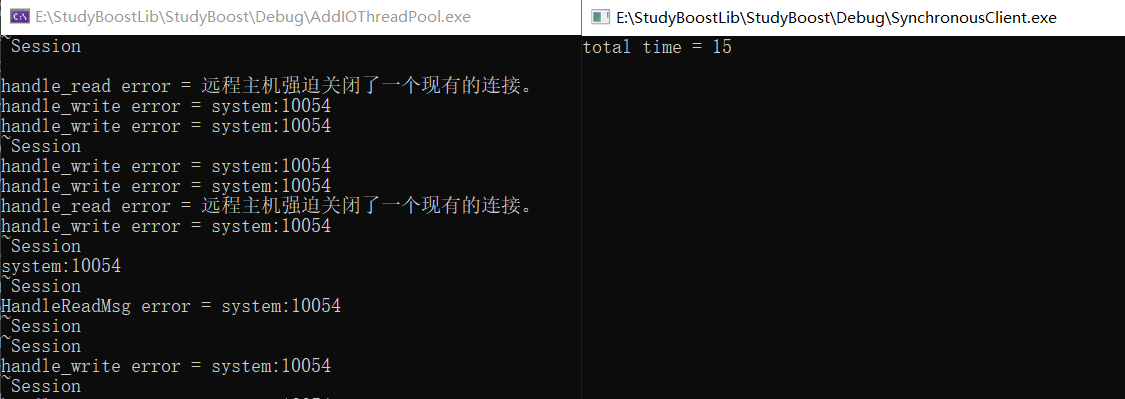 E:\StudyBoostLib\StudyBoost\Debug\AddIOThreadPool.exe
~Session
handle_read error = 远程主机强迫关闭了一个现有的连接。
handle_write error = system:10054
handle_write error = system:10054
~Session
handle_write error = system:10054
handle_write error = system:10054
handle_read error = 远程主机强迫关闭了一个现有的连接。
handle_write error = system:10054
~Session
system:10054
~Session
HandleReadMsg error = system:10054
~Session
~Session
handle_write error = system:10054
~Session
E:\StudyBoostLib\StudyBoost\Debug\SynchronousClient.exe
total time = 15